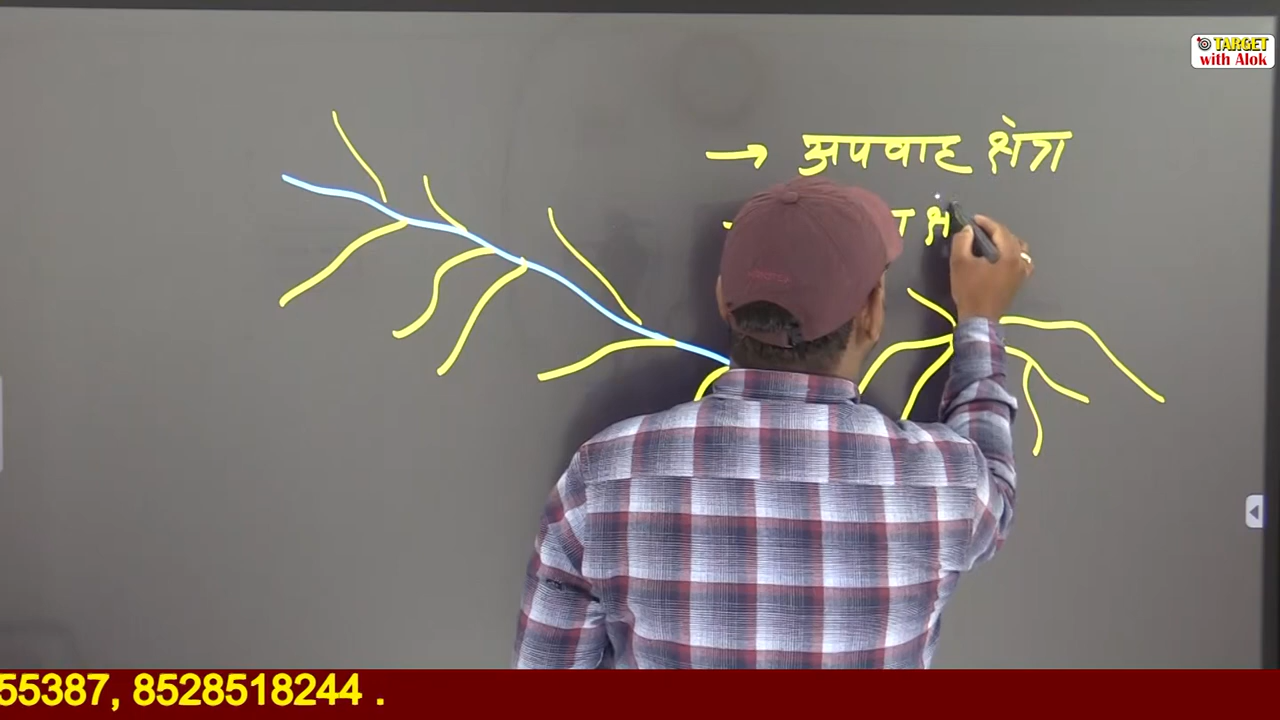 TARGET
with Alok
→ अपवाह क्षेत्र
55387, 8528518244 .